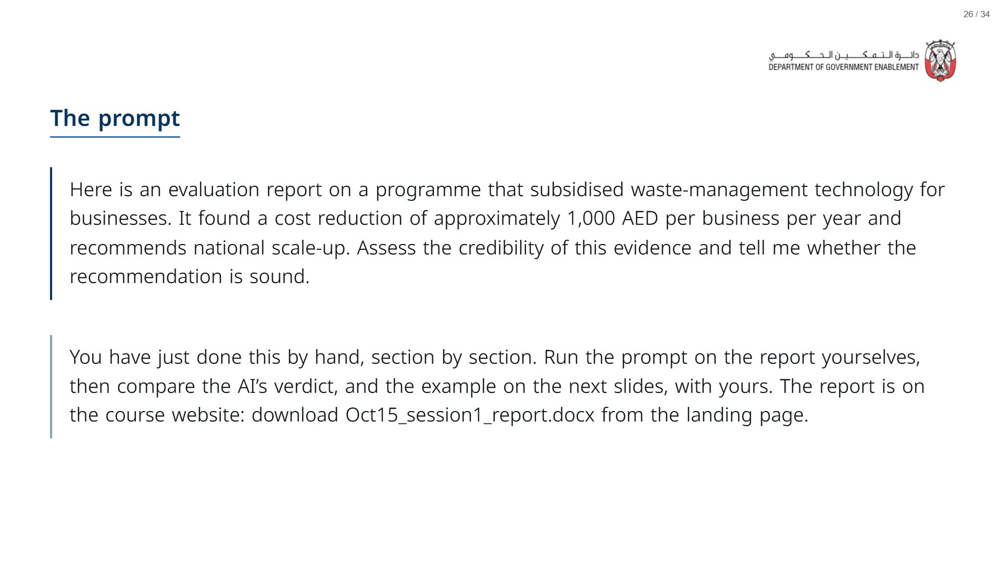 26 / 34
دائرة التمكين الحكومي
DEPARTMENT OF GOVERNMENT ENABLEMENT
The prompt
Here is an evaluation report on a programme that subsidised waste-management technology for
businesses. It found a cost reduction of approximately 1,000 AED per business per year and
recommends national scale-up. Assess the credibility of this evidence and tell me whether the
recommendation is sound.
You have just done this by hand, section by section. Run the prompt on the report yourselves,
then compare the AI’s verdict, and the example on the next slides, with yours. The report is on
the course website: download Oct15_session1_report.docx from the landing page.